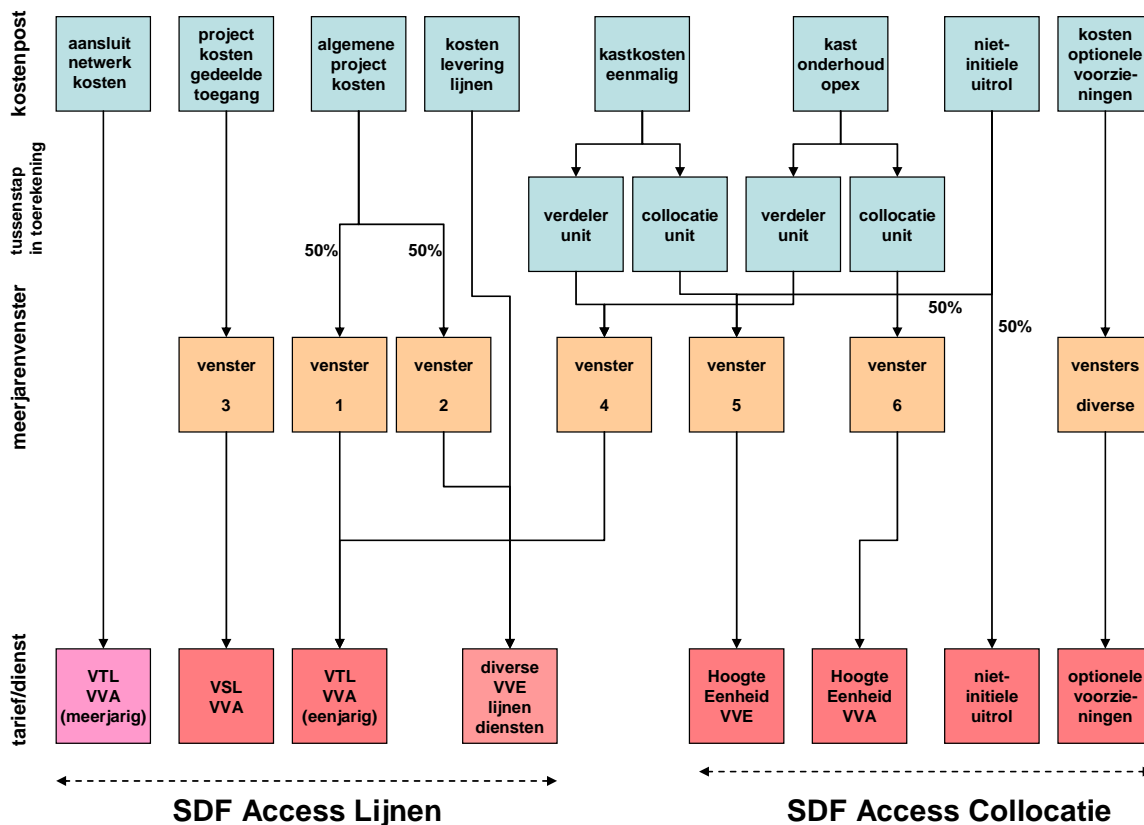 kostenpost
aansluit
netwerk
kosten
project
kosten
gedeelde
toegang
algemene
project
kosten
kosten
levering
lijnen
kastkosten
eenmalig
kast
onderhoud
opex
niet-
initiele
uitrol
kosten
optionele
voorzie-
ningen
tussenstap
in toerekening
verdeler
unit
collocatie
unit
verdeler
unit
collocatie
unit
50%
50%
50%
50%
meerjarenvenster
venster
3
venster
1
venster
2
venster
4
venster
5
venster
6
vensters
diverse
tarief/dienst
VTL
VVA
(meerjarig)
VSL
VVA
VTL
VVA
(eenjarig)
diverse
VVE
lijnen
diensten
Hoogte
Eenheid
VVE
Hoogte
Eenheid
VVA
niet-
initiele
uitrol
optionele
voorzie-
ningen
SDF Access Lijnen
SDF Access Collocatie